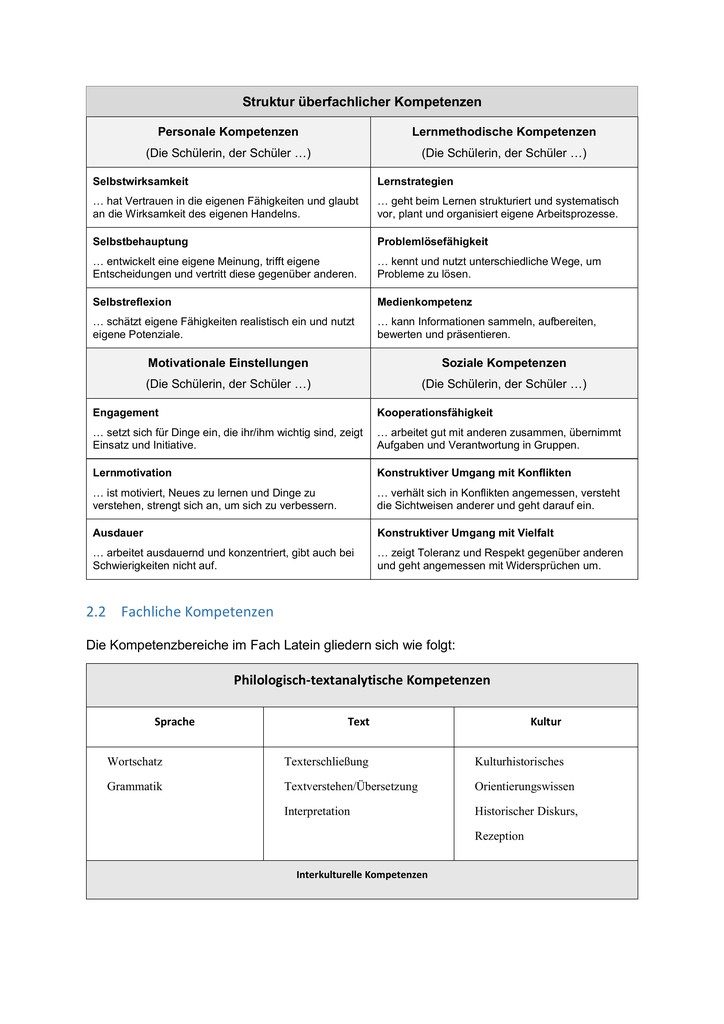 Struktur überfachlicher Kompetenzen
Personale Kompetenzen
(Die Schülerin, der Schüler …)
Lernmethodische Kompetenzen
(Die Schülerin, der Schüler …)
Selbstwirksamkeit
… hat Vertrauen in die eigenen Fähigkeiten und glaubt
an die Wirksamkeit des eigenen Handelns.
Lernstrategien
… geht beim Lernen strukturiert und systematisch
vor, plant und organisiert eigene Arbeitsprozesse.
Selbstbehauptung
… entwickelt eine eigene Meinung, trifft eigene
Entscheidungen und vertritt diese gegenüber anderen.
Problemlösefähigkeit
… kennt und nutzt unterschiedliche Wege, um
Probleme zu lösen.
Selbstreflexion
… schätzt eigene Fähigkeiten realistisch ein und nutzt
eigene Potenziale.
Medienkompetenz
… kann Informationen sammeln, aufbereiten,
bewerten und präsentieren.
Motivationale Einstellungen
(Die Schülerin, der Schüler …)
Soziale Kompetenzen
(Die Schülerin, der Schüler …)
Engagement
… setzt sich für Dinge ein, die ihr/ihm wichtig sind, zeigt
Einsatz und Initiative.
Kooperationsfähigkeit
… arbeitet gut mit anderen zusammen, übernimmt
Aufgaben und Verantwortung in Gruppen.
Lernmotivation
… ist motiviert, Neues zu lernen und Dinge zu
verstehen, strengt sich an, um sich zu verbessern.
Konstruktiver Umgang mit Konflikten
… verhält sich in Konflikten angemessen, versteht
die Sichtweisen anderer und geht darauf ein.
Ausdauer
… arbeitet ausdauernd und konzentriert, gibt auch bei
Schwierigkeiten nicht auf.
Konstruktiver Umgang mit Vielfalt
… zeigt Toleranz und Respekt gegenüber anderen
und geht angemessen mit Widersprüchen um.
2.2 Fachliche Kompetenzen
Die Kompetenzbereiche im Fach Latein gliedern sich wie folgt:
Philologisch-textanalytische Kompetenzen
Sprache
Text
Kultur
Wortschatz
Grammatik
Texterschließung
Textverstehen/Übersetzung
Interpretation
Kulturhistorisches
Orientierungswissen
Historischer Diskurs,
Rezeption
Interkulturelle Kompetenzen